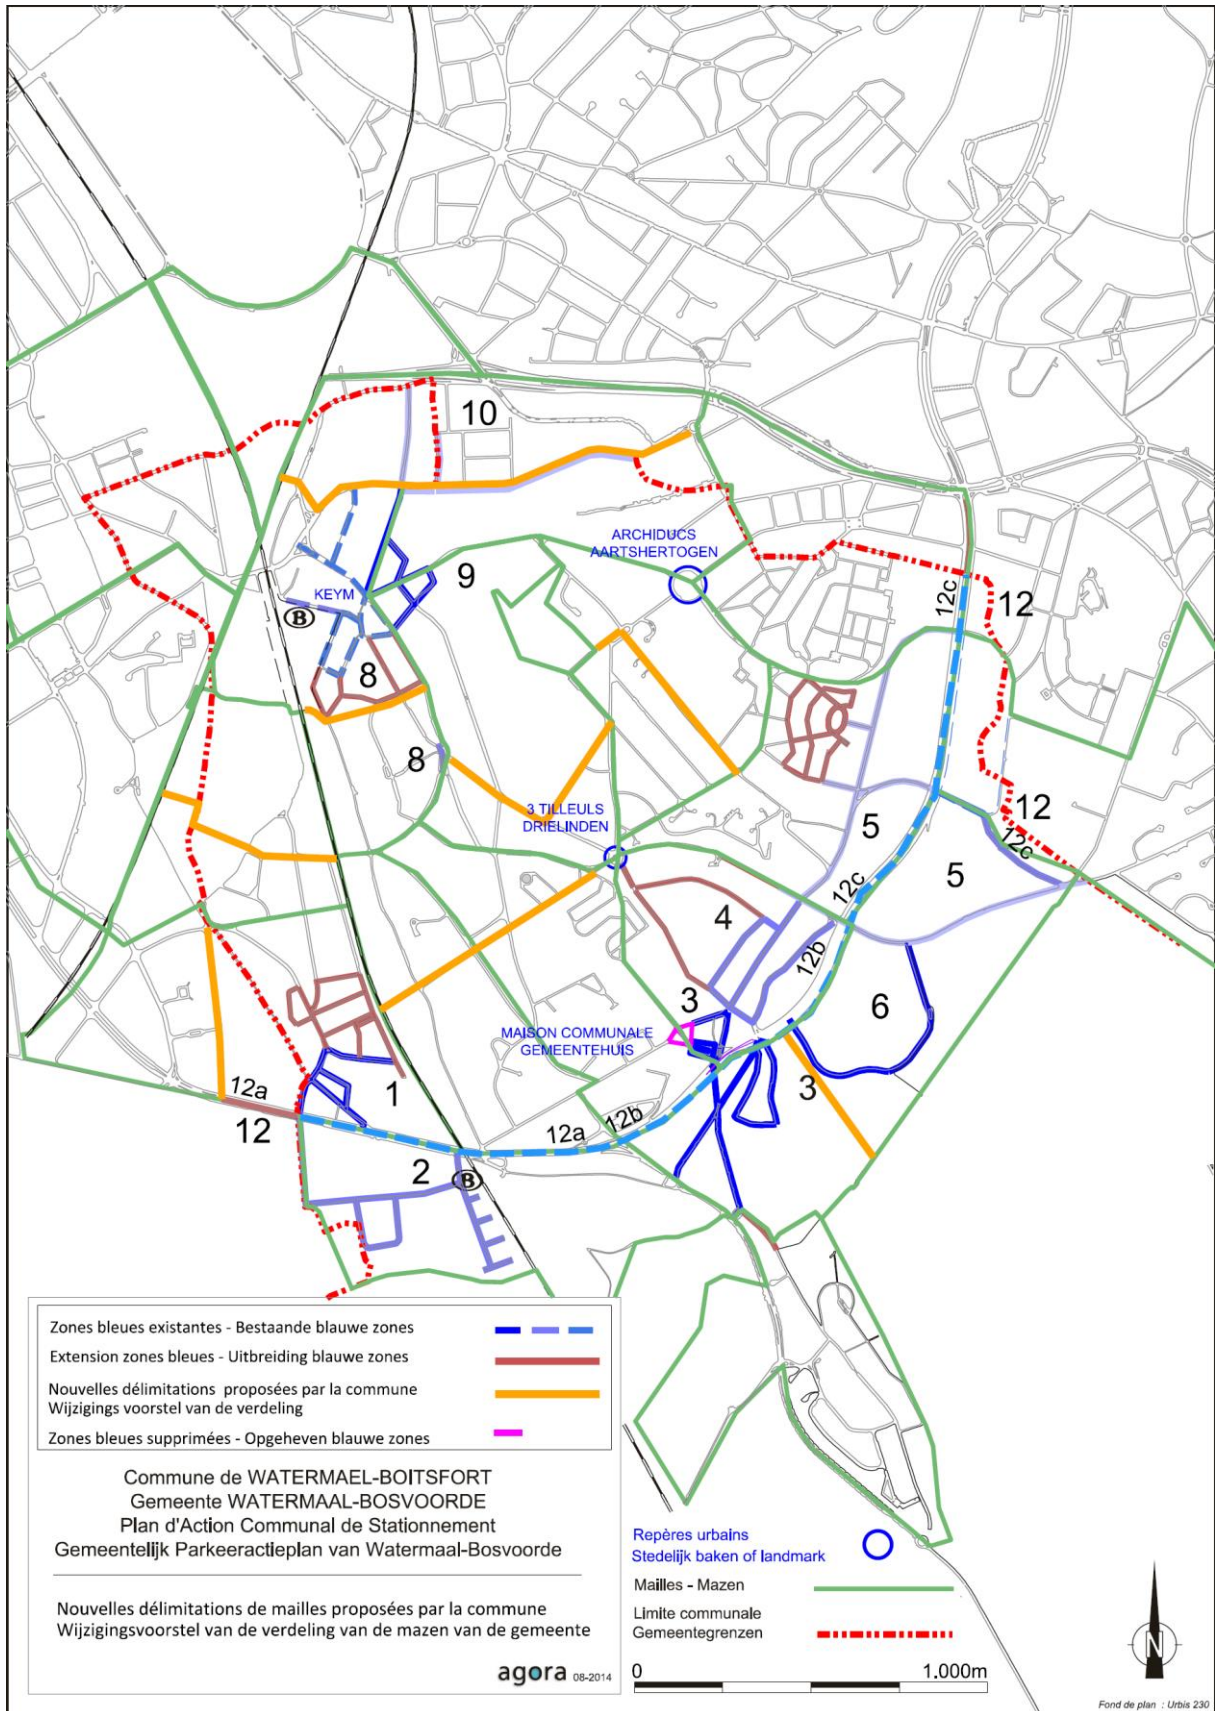 10
ARCHIDUCS
AARTSHERTOGEN
9
KEYM
B
12c
12
8
8
3 TILLEULS
DRIELINDEN
5
12
12c
12c
5
4
12b
3
6
MAISON COMMUNALE
GEMEENTEHUIS
1
3
12a
12
12a
12b
2
B
Zones bleues existantes - Bestaande blauwe zones
Extension zones bleues - Uitbreiding blauwe zones
Nouvelles délimitations proposées par la commune
Wijzigings voorstel van de verdeling
Zones bleues supprimées - Opgeheven blauwe zones
Commune de WATERMAEL-BOITSFORT
Gemeente WATERMAAL-BOSVOORDE
Plan d'Action Communal de Stationnement
Gemeentelijk Parkeeractieplan van Watermaal-Bosvoorde
Nouvelles délimitations de mailles proposées par la commune
Wijzigingsvoorstel van de verdeling van de mazen van de gemeente
agora 08-2014
Repères urbains
Stedelijk baken of landmark
Mailles - Mazen
Limite communale
Gemeentegrenzen
0 1.000m
N
Fond de plan : Urbis 230